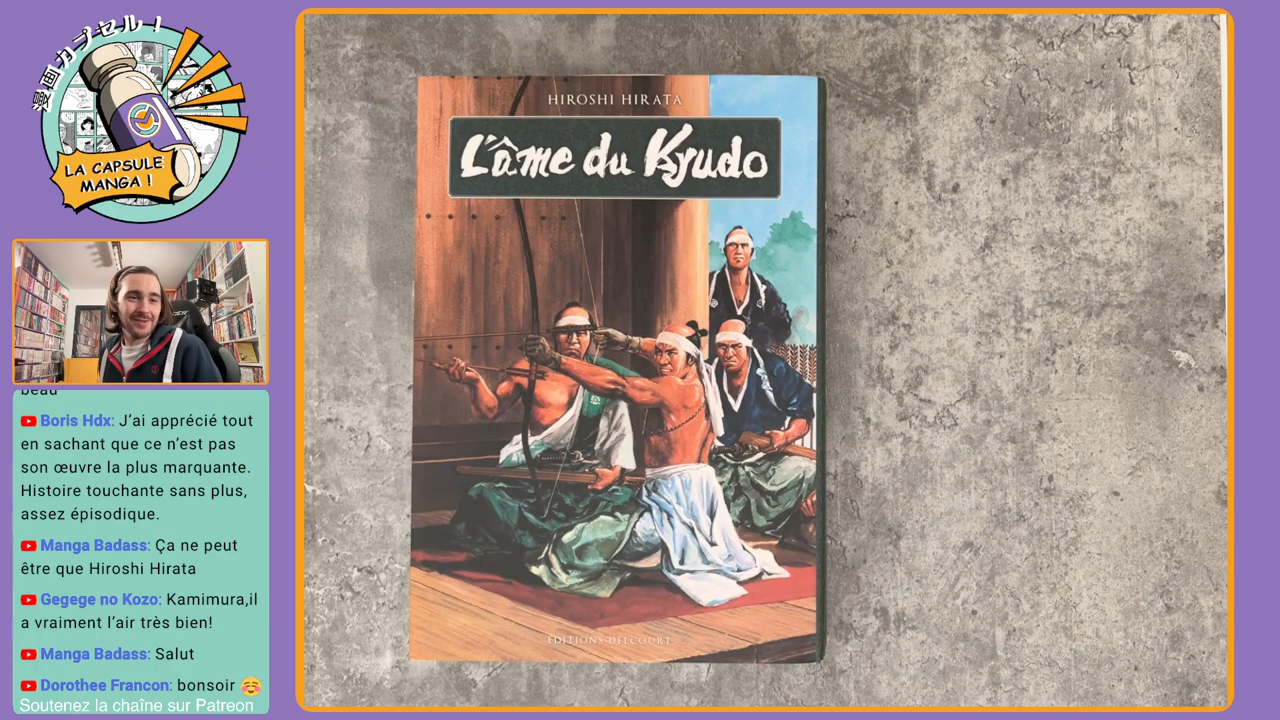 漫画カプセル！
LA CAPSULE
MANGA !
HIROSHI HIRATA
L'âme du Kyudo
ÉDITIONS DELCOURT
beau
Boris Hdx: J’ai apprécié tout
en sachant que ce n’est pas
son œuvre la plus marquante.
Histoire touchante sans plus,
assez épisodique.
Manga Badass: Ça ne peut
être que Hiroshi Hirata
Gegege no Kozo: Kamimura,il
a vraiment l’air très bien!
Manga Badass: Salut
Dorothee Francon: bonsoir ☺️
Soutenez la chaîne sur Patreon